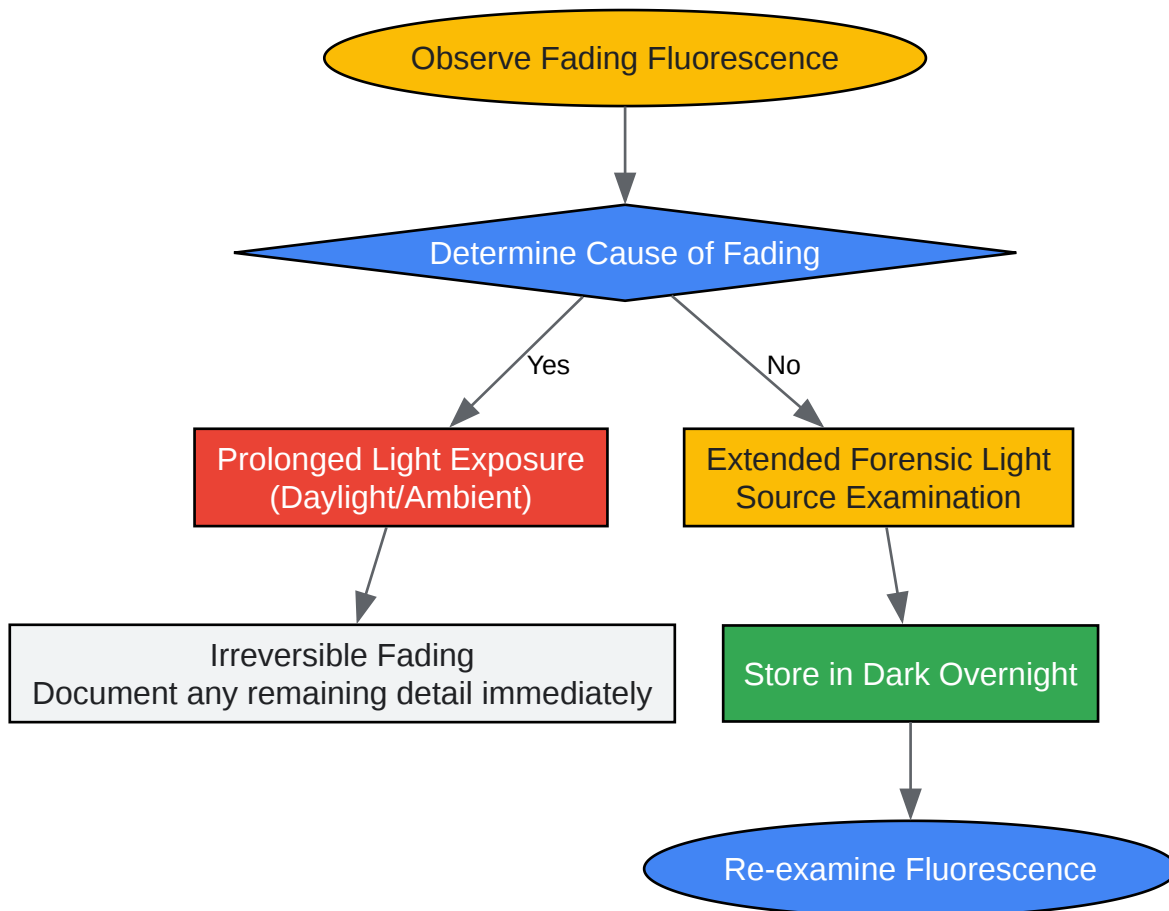 Observe Fading Fluorescence
Determine Cause of Fading
Yes
No
Prolonged Light Exposure
(Daylight/Ambient)
Extended Forensic Light
Source Examination
Irreversible Fading
Document any remaining detail immediately
Store in Dark Overnight
Re-examine Fluorescence